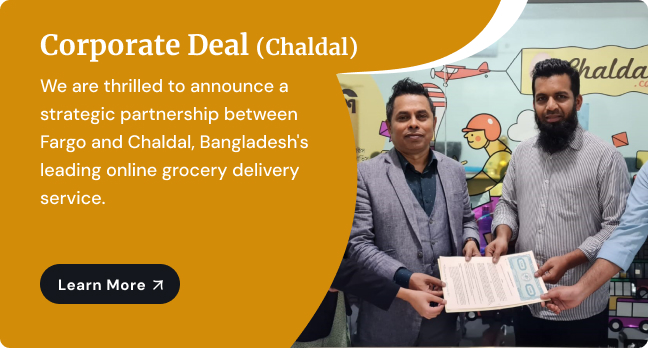 Corporate Deal (Chaldal)
We are thrilled to announce a
strategic partnership between
Fargo and Chaldal, Bangladesh's
leading online grocery delivery
service.
Learn More